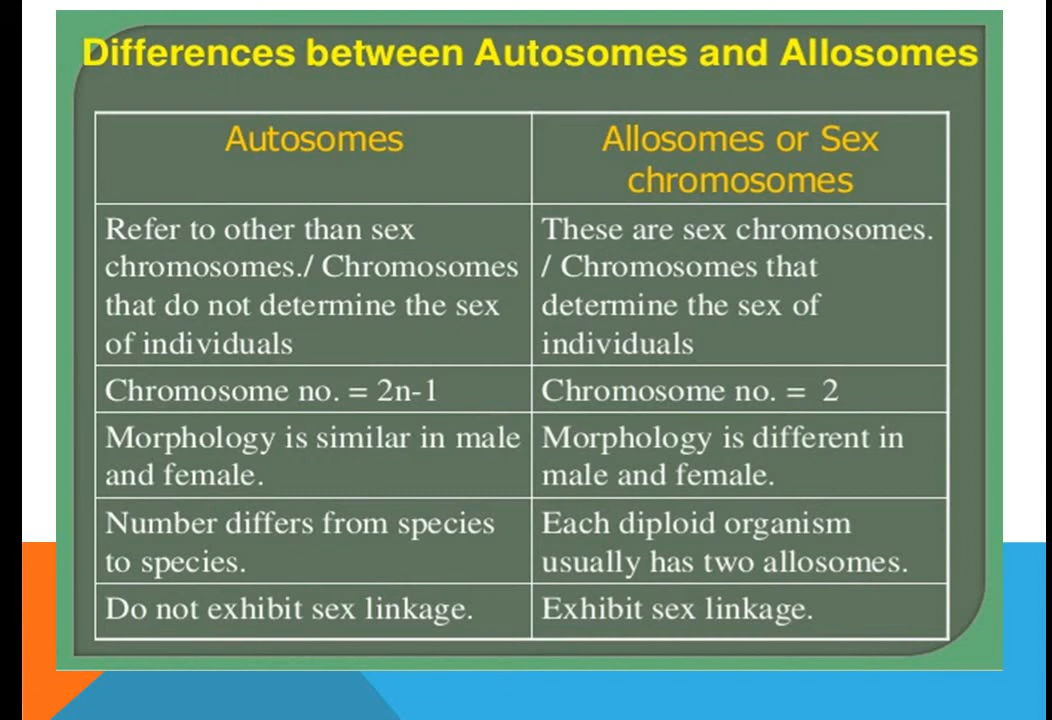 Differences between Autosomes and Allosomes
Autosomes
Allosomes or Sex
chromosomes
Refer to other than sex
chromosomes./ Chromosomes
that do not determine the sex
of individuals
These are sex chromosomes.
/ Chromosomes that
determine the sex of
individuals
Chromosome no. = 2n-1
Chromosome no. = 2
Morphology is similar in male
and female.
Morphology is different in
male and female.
Number differs from species
to species.
Each diploid organism
usually has two allosomes.
Do not exhibit sex linkage.
Exhibit sex linkage.